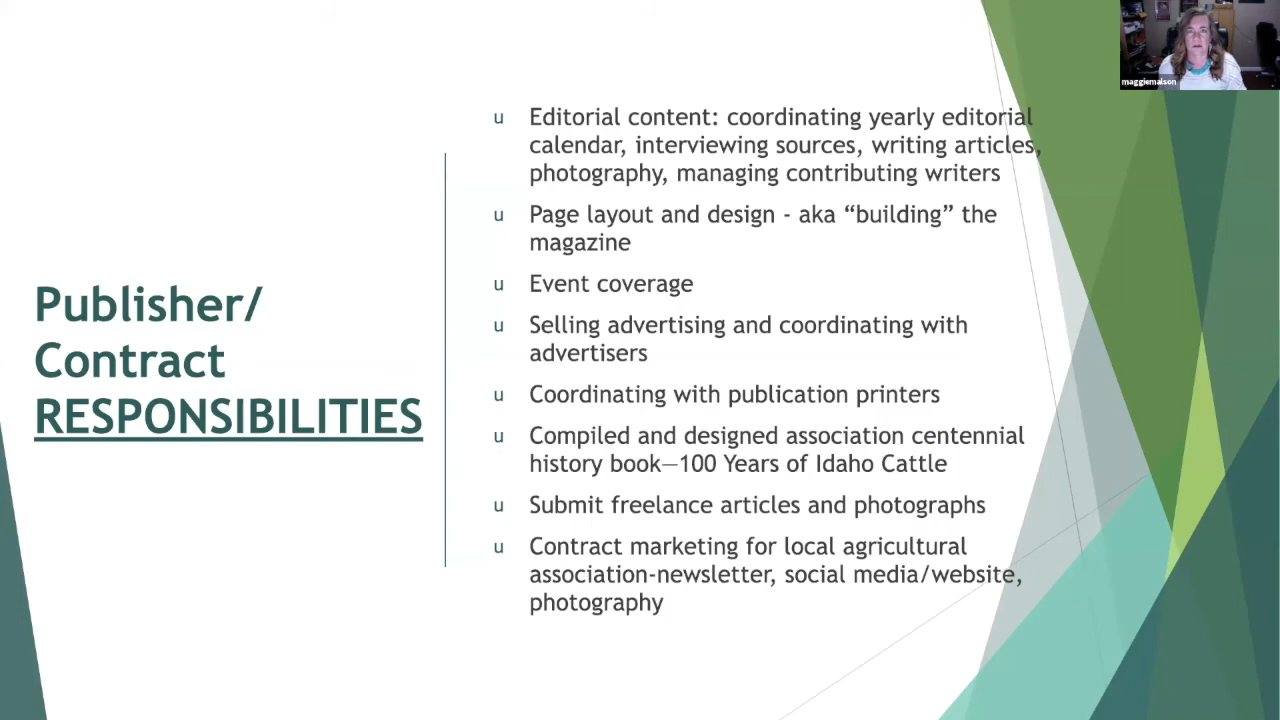 maggiemalson
Publisher/
Contract
RESPONSIBILITIES
u Editorial content: coordinating yearly editorial
calendar, interviewing sources, writing articles,
photography, managing contributing writers
u Page layout and design - aka “building” the
magazine
u Event coverage
u Selling advertising and coordinating with
advertisers
u Coordinating with publication printers
u Compiled and designed association centennial
history book—100 Years of Idaho Cattle
u Submit freelance articles and photographs
u Contract marketing for local agricultural
association-newsletter, social media/website,
photography